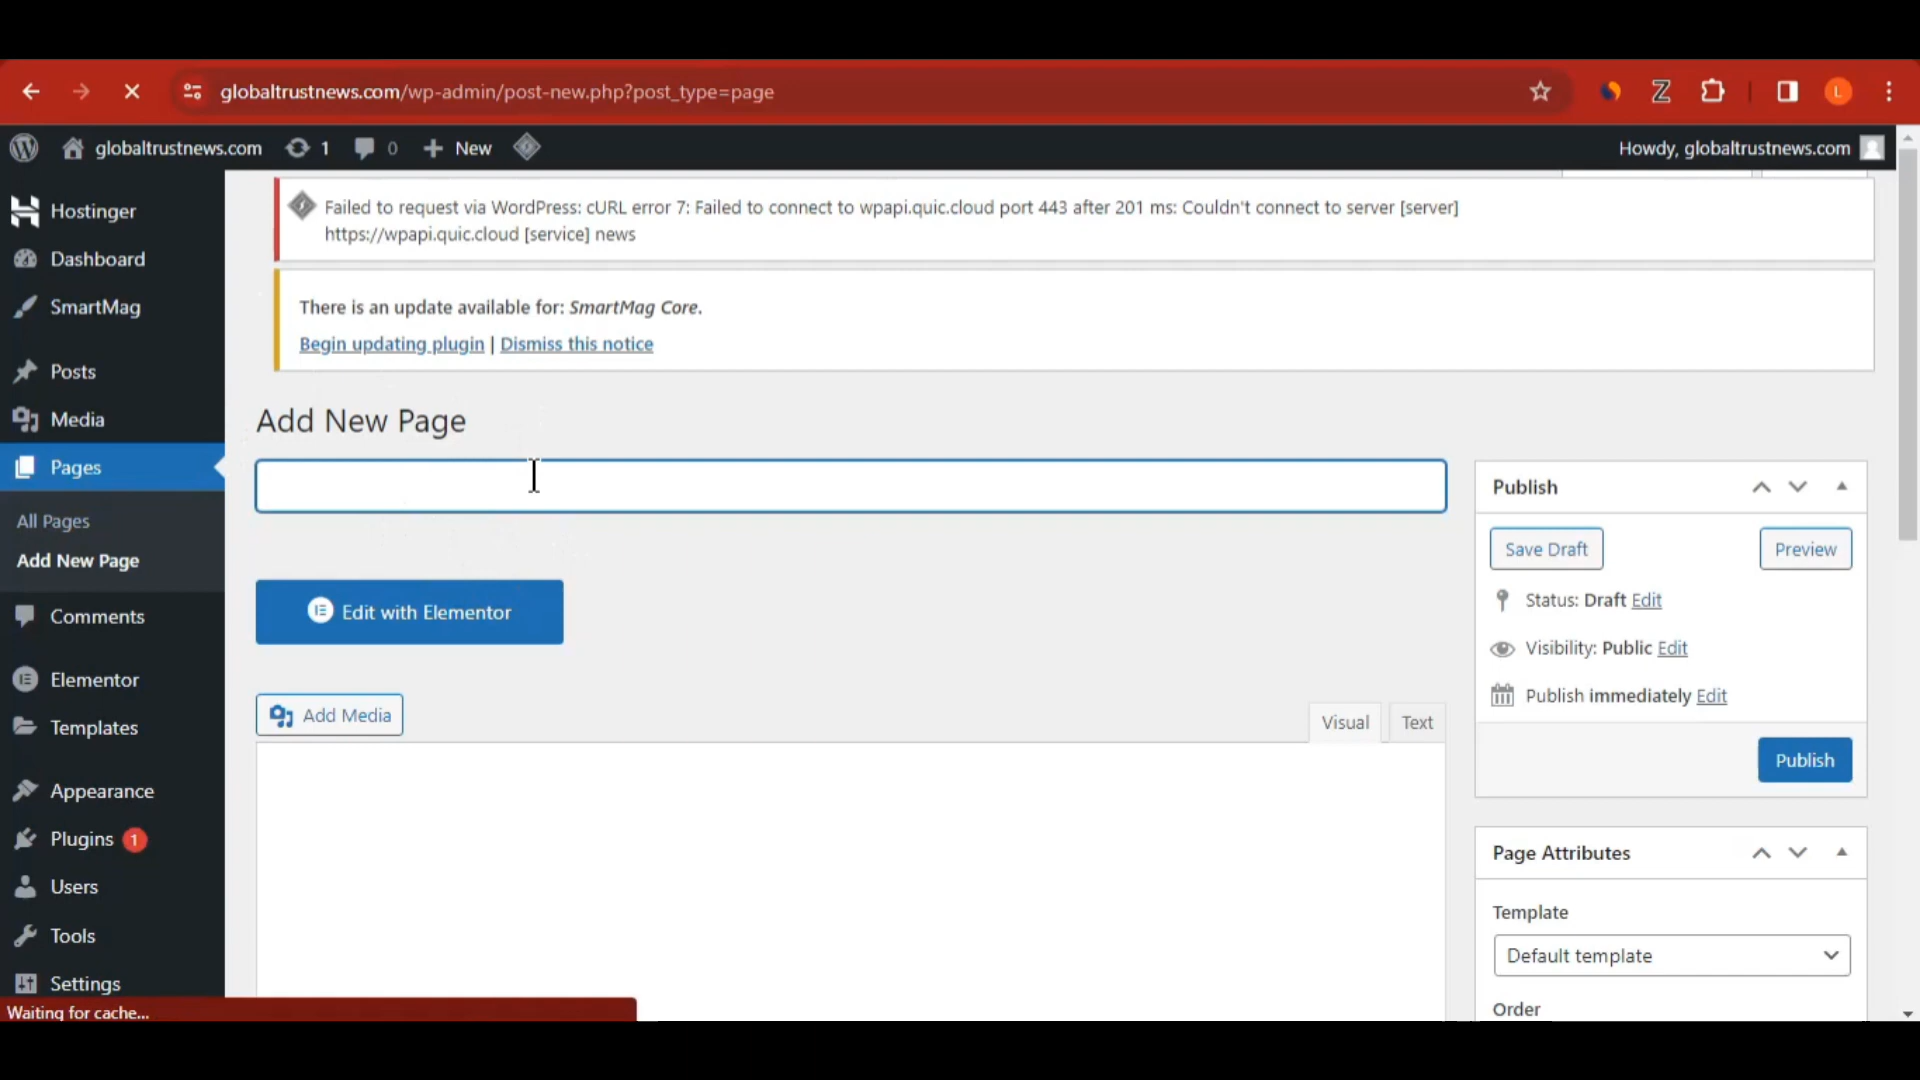 globaltrustnews.com/wp-admin/post-new.php?post_type=page
L
globaltrustnews.com 1 0 New
Howdy, globaltrustnews.com
Hostinger
Dashboard
SmartMag
Posts
Media
Pages
All Pages
Add New Page
Comments
Elementor
Templates
Appearance
Plugins 1
Users
Tools
Settings
Failed to request via WordPress: cURL error 7: Failed to connect to wpapi.quic.cloud port 443 after 201 ms: Couldn't connect to server [server]
https://wpapi.quic.cloud [service] news
There is an update available for: SmartMag Core.
Begin updating plugin | Dismiss this notice
Add New Page
Edit with Elementor
Add Media
Visual Text
Publish
Save Draft Preview
Status: Draft Edit
Visibility: Public Edit
Publish immediately Edit
Publish
Page Attributes
Template
Default template
Order
Waiting for cache...